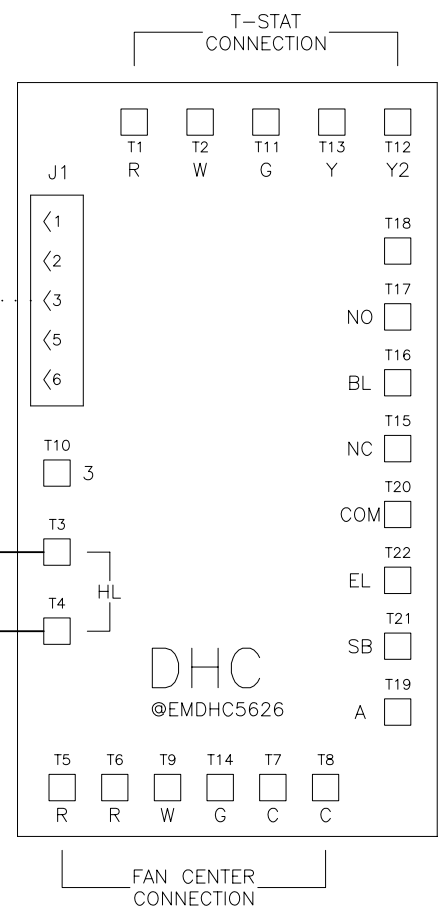 T-STAT
CONNECTION
T1 T2 T11 T13 T12
R W G Y Y2
J1
1
2
3
5
6
T18
T17
NO
T16
BL
T15
NC
T20
COM
T22
EL
T21
SB
T19
A
T10
3
T3
HL
T4
DHC
@EMDHC5626
T5 T6 T9 T14 T7 T8
R R W G C C
FAN CENTER
CONNECTION